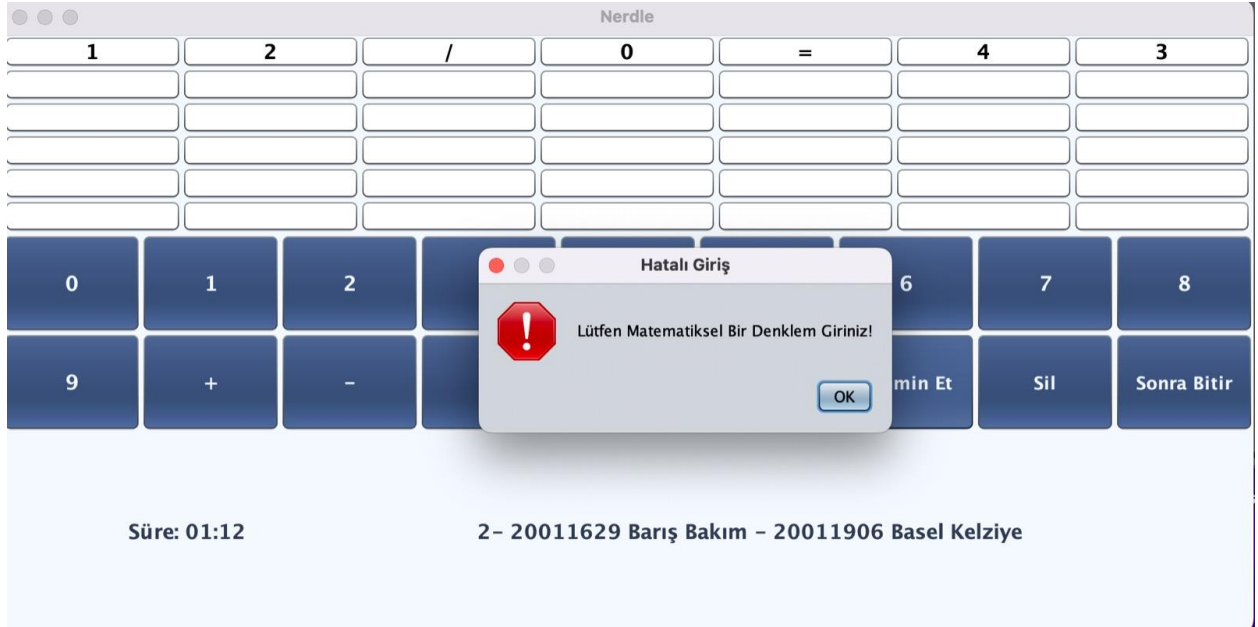 Nerdle
1 2 / 0 = 4 3
0 1 2 6 7 8
Hatalı Giriş
Lütfen Matematiksel Bir Denklem Giriniz!
OK
9 + - min Et Sil Sonra Bitir
Süre: 01:12
2- 20011629 Barış Bakım - 20011906 Basel Kelziye